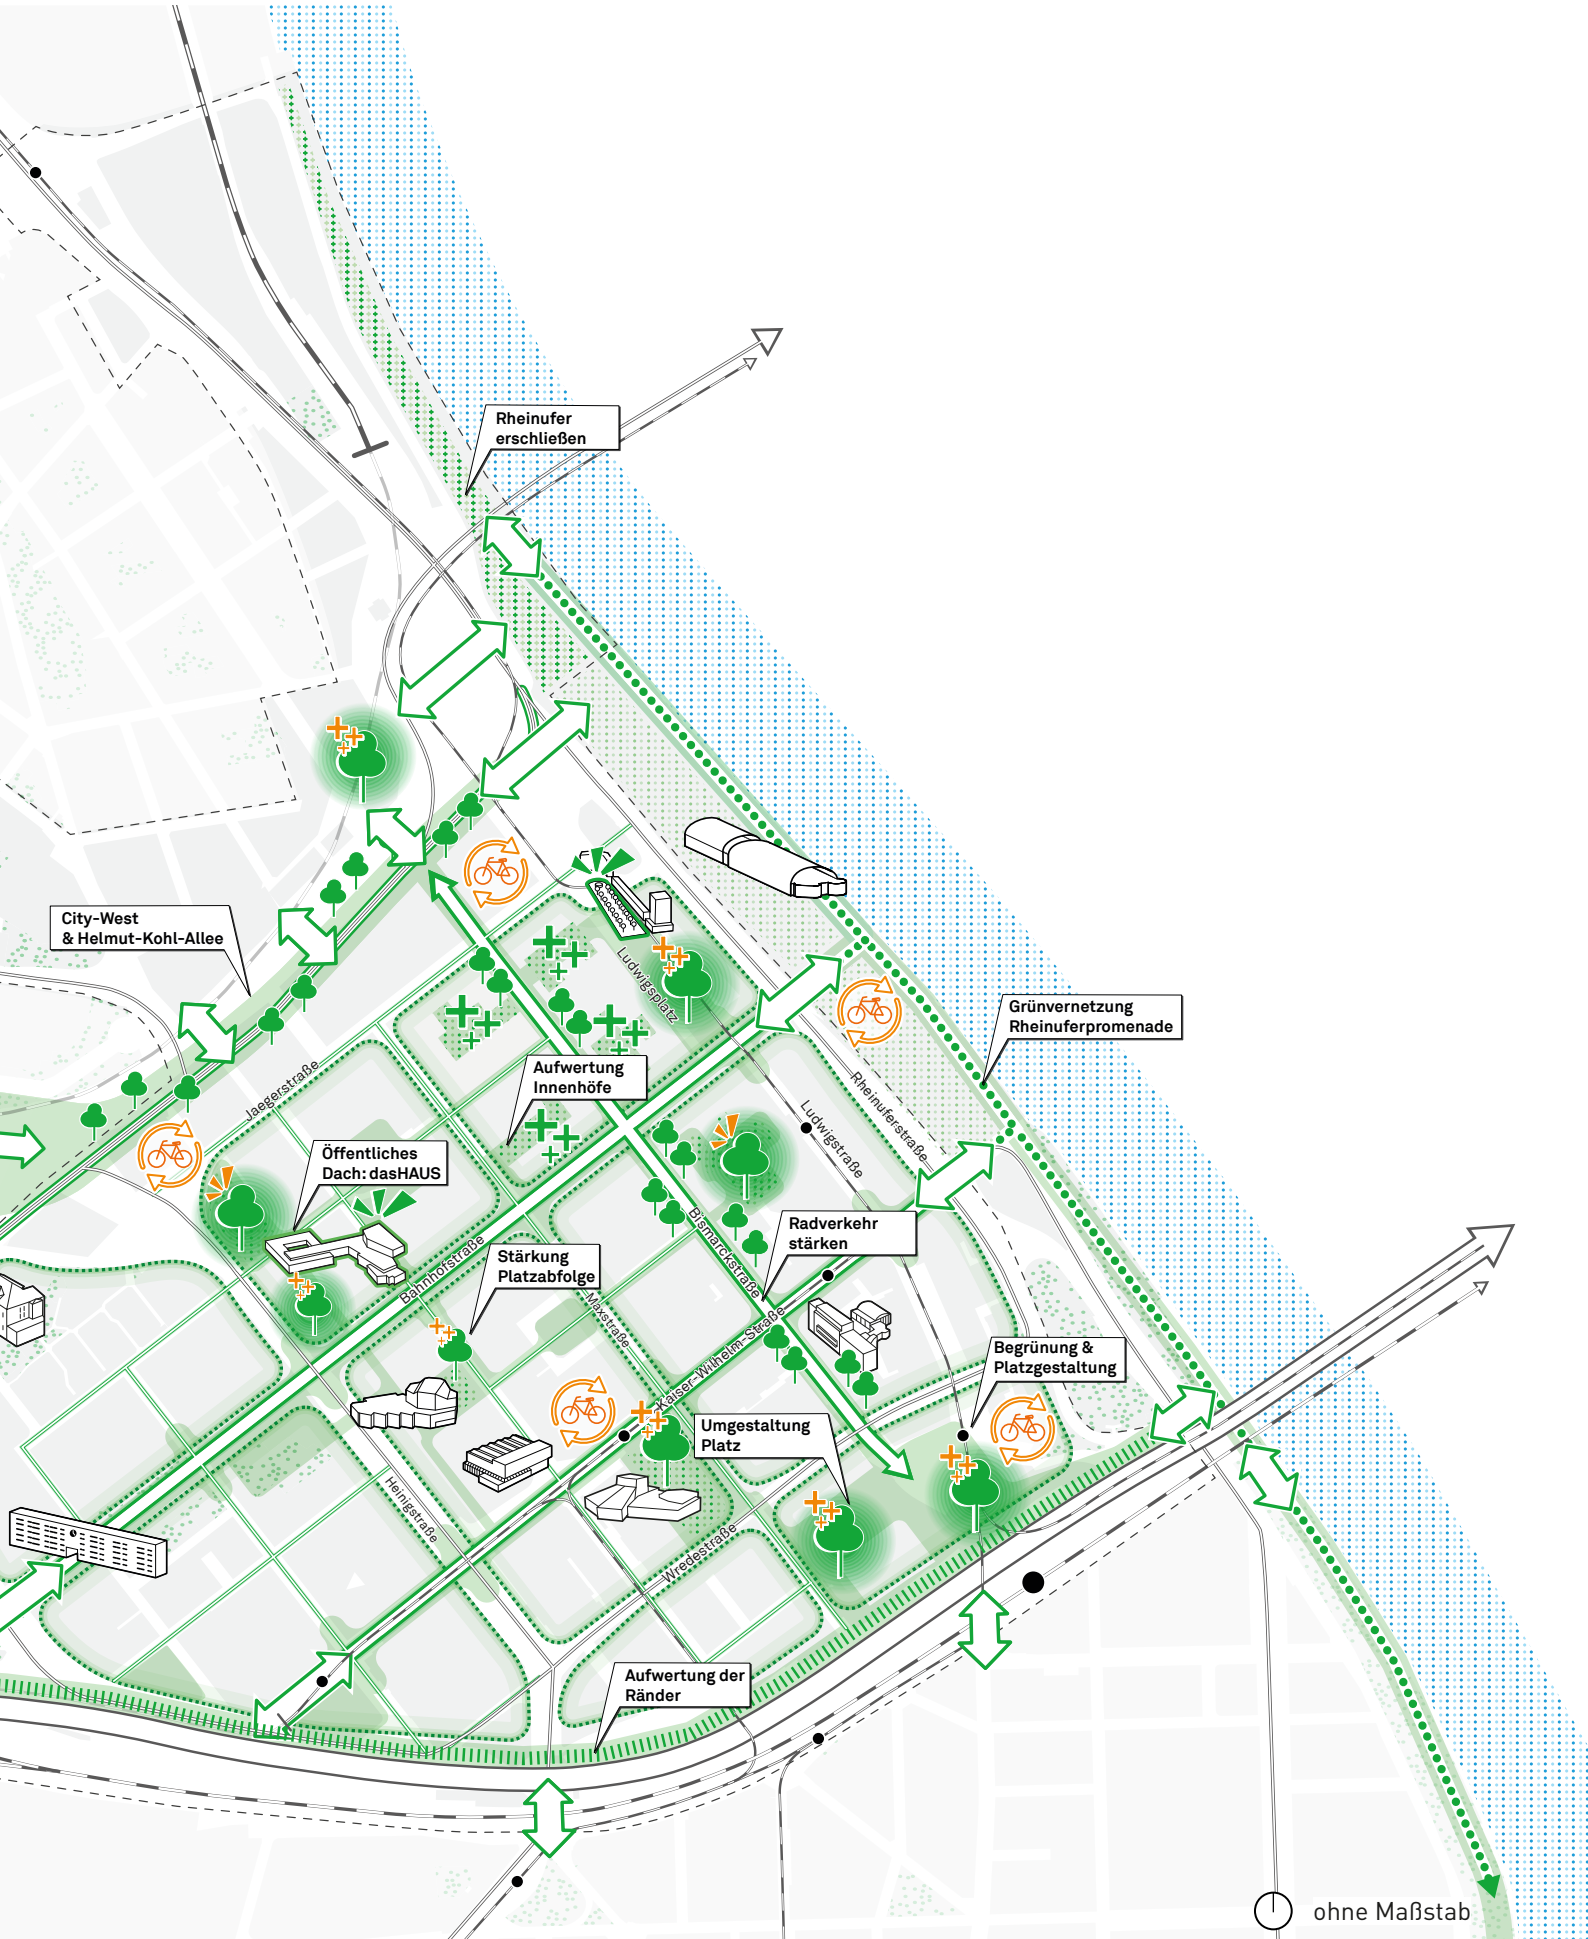 Rheinufer
erschließen
City-West
& Helmut-Kohl-Allee
Ludwigsplatz
Grünvernetzung
Rheinuferpromenade
Jaegerstraße
Aufwertung
Innenhöfe
Rheinuferstraße
Ludwigstraße
Öffentliches
Dach: dasHAUS
Bismarckstraße
Radverkehr
stärken
Bahnhofstraße
Stärkung
Platzabfolge
Maxstraße
Kaiser-Wilhelm-Straße
Begrünung &
Platzgestaltung
Umgestaltung
Platz
Heinigstraße
Wredestraße
Aufwertung der
Ränder
ohne Maßstab